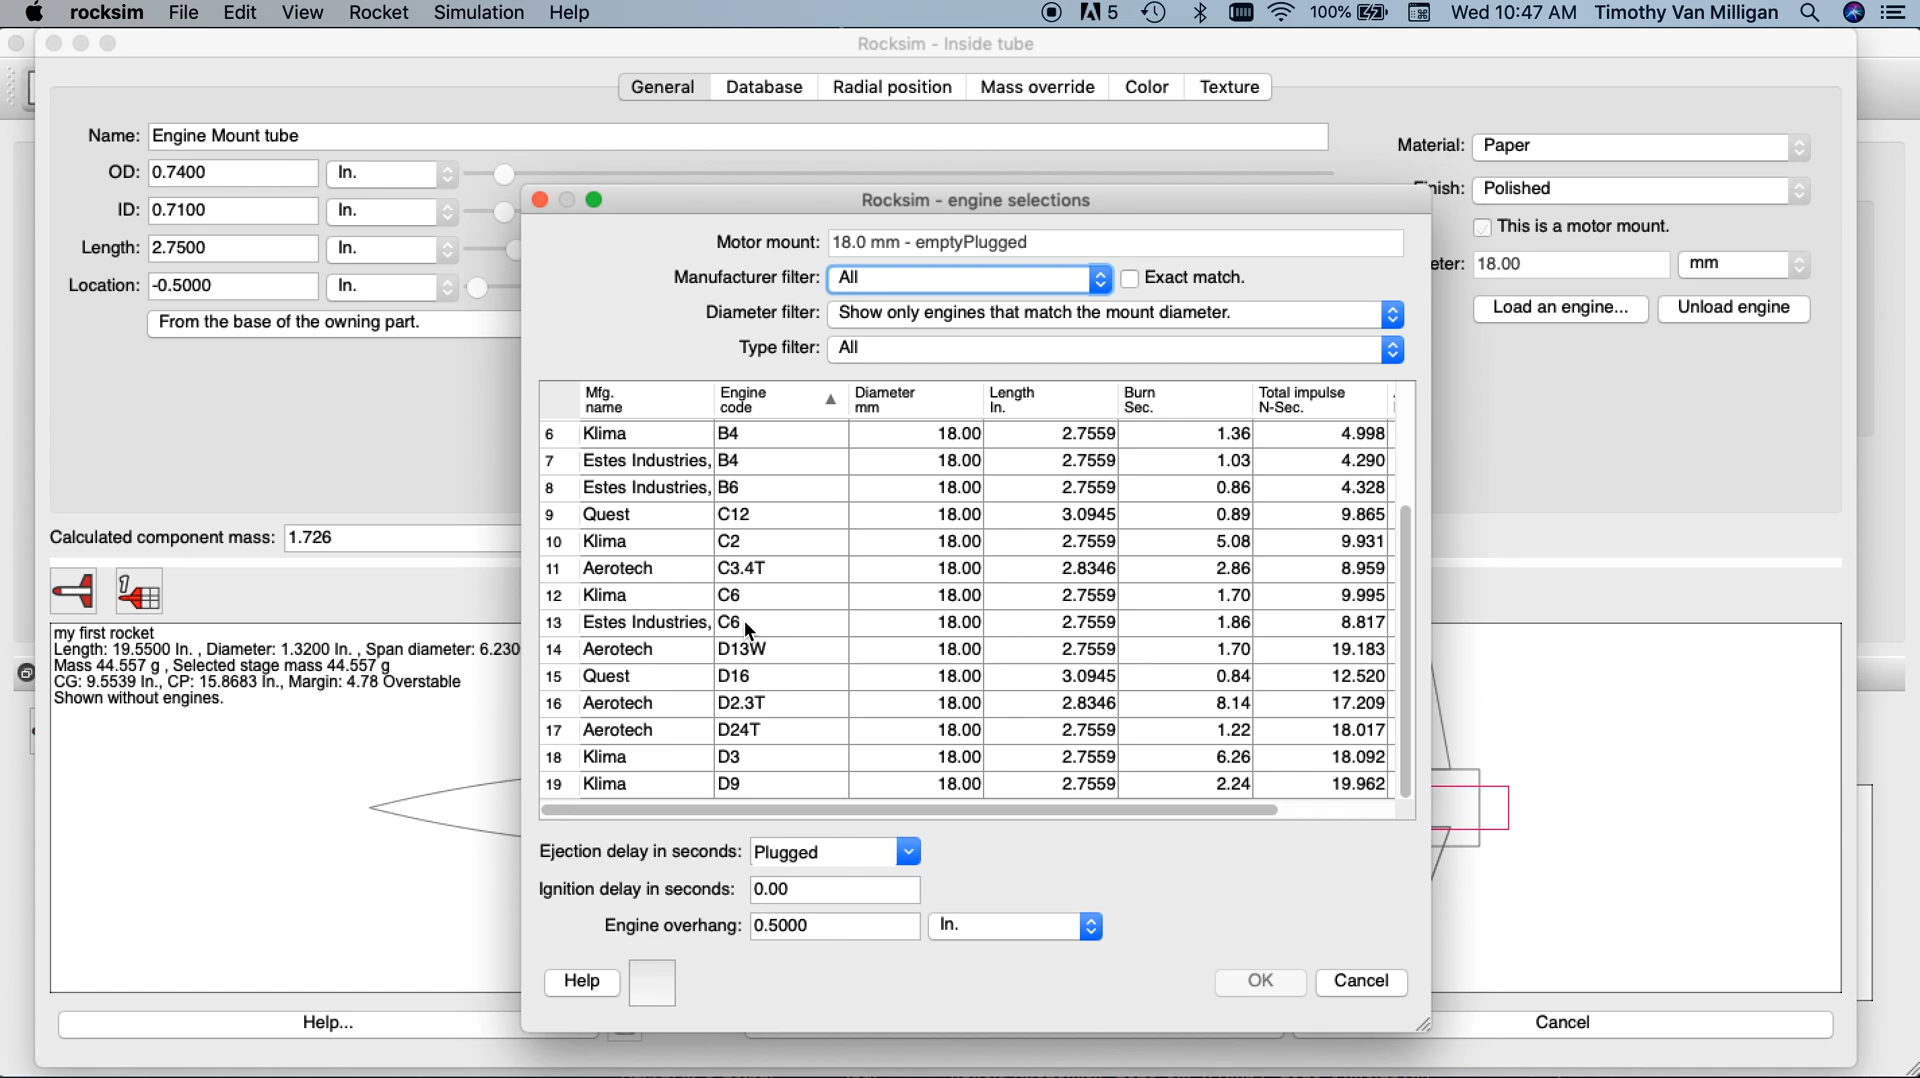 rocksim File Edit View Rocket Simulation Help 5 100% Wed 10:47 AM Timothy Van Milligan
Rocksim - Inside tube
General Database Radial position Mass override Color Texture
Name: Engine Mount tube
OD: 0.7400 In.
ID: 0.7100 In.
Length: 2.7500 In.
Location: -0.5000 In.
From the base of the owning part.
Material: Paper
Polished
This is a motor mount.
18.00 mm
Load an engine... Unload engine
Calculated component mass: 1.726
my first rocket
Length: 19.5500 In. , Diameter: 1.3200 In. , Span diameter: 6.230
Mass 44.557 g , Selected stage mass 44.557 g
CG: 9.5539 In., CP: 15.8683 In., Margin: 4.78 Overstable
Shown without engines.
Help...
Cancel
Rocksim - engine selections
Motor mount: 18.0 mm - emptyPlugged
Manufacturer filter: All Exact match.
Diameter filter: Show only engines that match the mount diameter.
Type filter: All
Mfg. name Engine code Diameter mm Length In. Burn Sec. Total impulse N-Sec.
6 Klima B4 18.00 2.7559 1.36 4.998
7 Estes Industries, B4 18.00 2.7559 1.03 4.290
8 Estes Industries, B6 18.00 2.7559 0.86 4.328
9 Quest C12 18.00 3.0945 0.89 9.865
10 Klima C2 18.00 2.7559 5.08 9.931
11 Aerotech C3.4T 18.00 2.8346 2.86 8.959
12 Klima C6 18.00 2.7559 1.70 9.995
13 Estes Industries, C6 18.00 2.7559 1.86 8.817
14 Aerotech D13W 18.00 2.7559 1.70 19.183
15 Quest D16 18.00 3.0945 0.84 12.520
16 Aerotech D2.3T 18.00 2.8346 8.14 17.209
17 Aerotech D24T 18.00 2.7559 1.22 18.017
18 Klima D3 18.00 2.7559 6.26 18.092
19 Klima D9 18.00 2.7559 2.24 19.962
Ejection delay in seconds: Plugged
Ignition delay in seconds: 0.00
Engine overhang: 0.5000 In.
Help OK Cancel